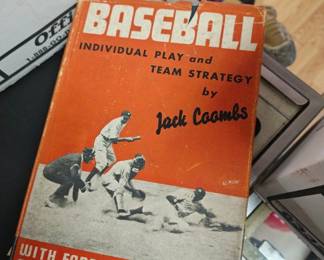 BASEBALL
INDIVIDUAL PLAY and
TEAM STRATEGY
by
Jack Coombs
WITH